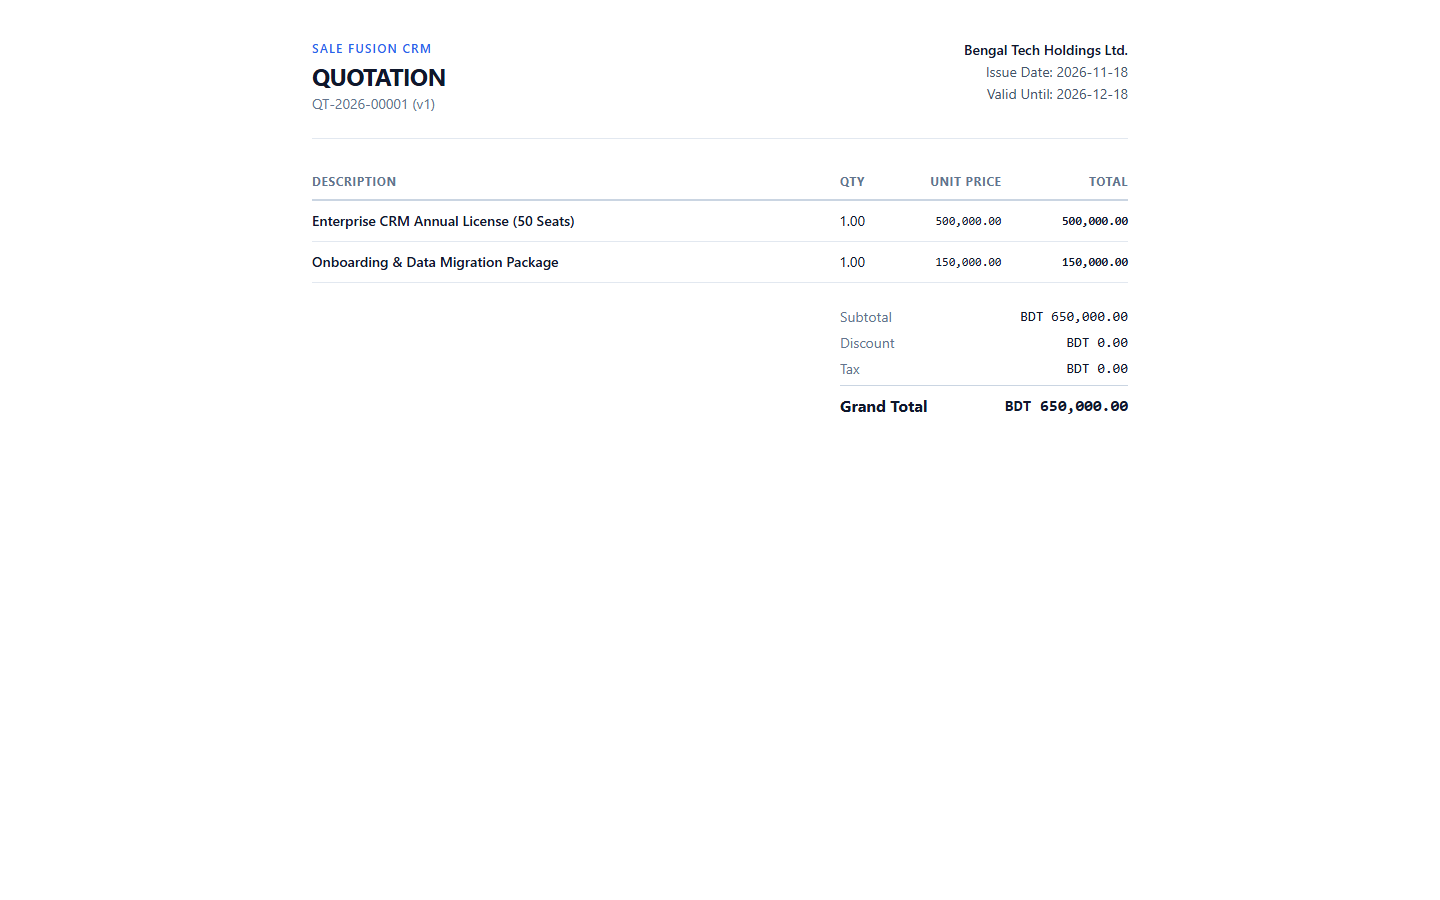 SALE FUSION CRM
QUOTATION
QT-2026-00001 (v1)
Bengal Tech Holdings Ltd.
Issue Date: 2026-11-18
Valid Until: 2026-12-18
DESCRIPTION QTY UNIT PRICE TOTAL
Enterprise CRM Annual License (50 Seats) 1.00 500,000.00 500,000.00
Onboarding & Data Migration Package 1.00 150,000.00 150,000.00
Subtotal BDT 650,000.00
Discount BDT 0.00
Tax BDT 0.00
Grand Total BDT 650,000.00